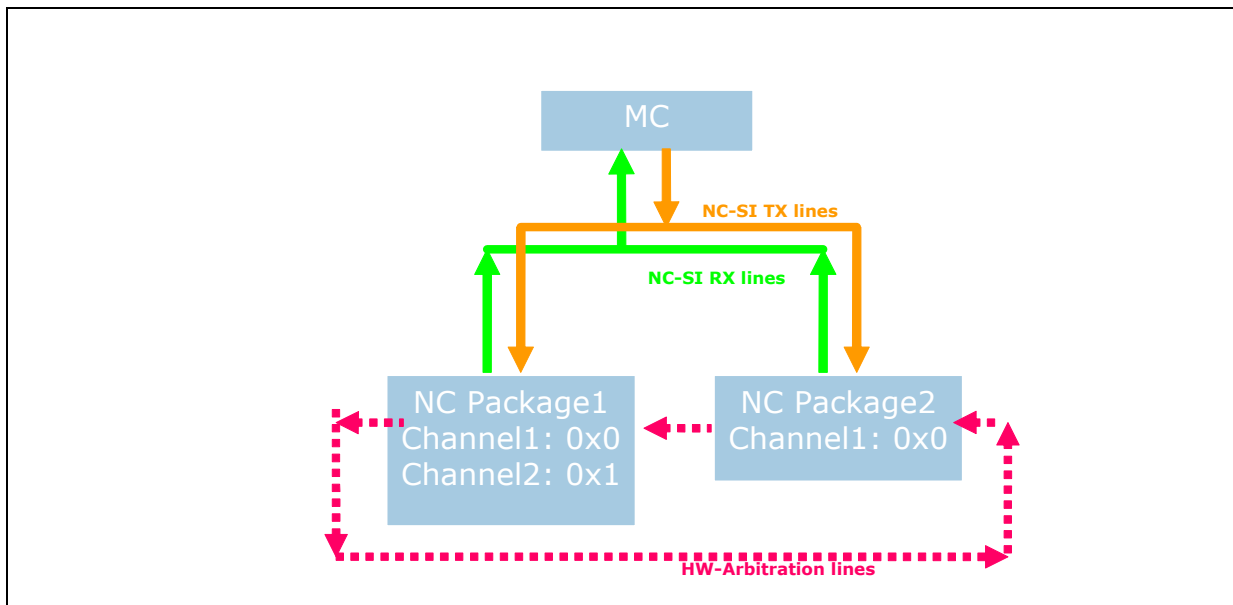 MC
NC-SI TX lines
NC-SI RX lines
NC Package1
Channel1: 0x0
Channel2: 0x1
NC Package2
Channel1: 0x0
HW-Arbitration lines